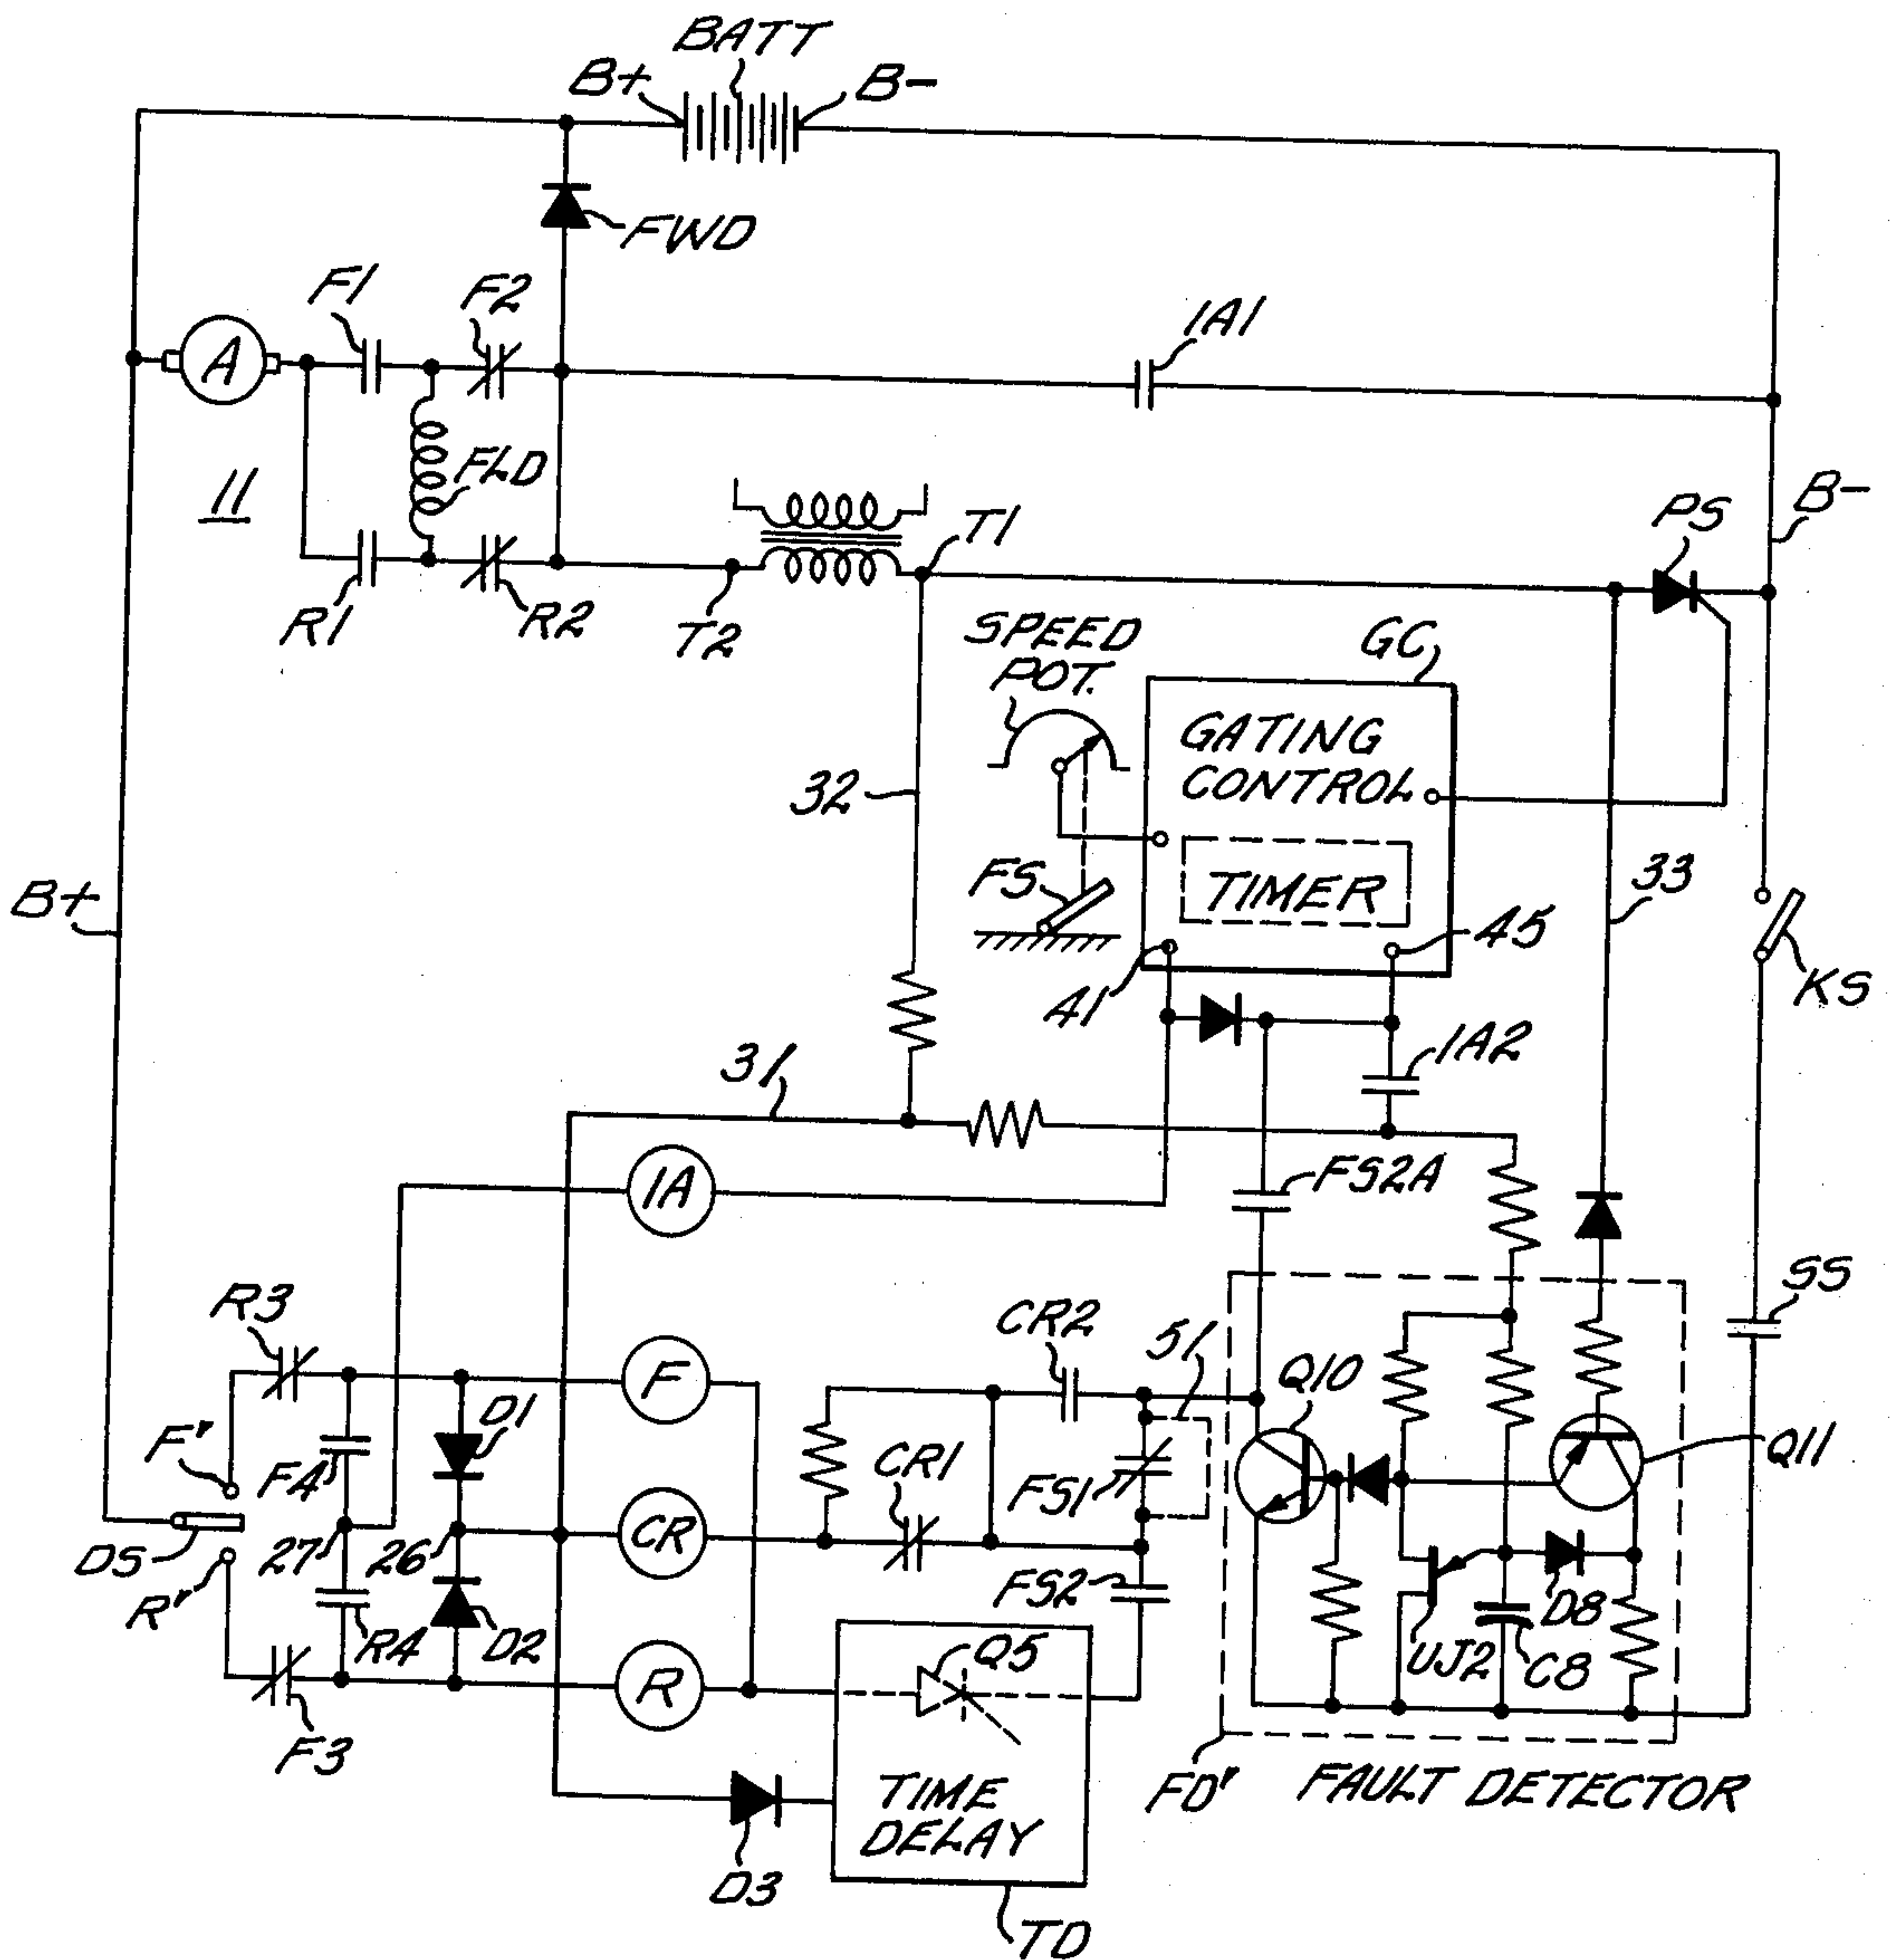 BATT
B+
B-
FWD
F1
F2
1A1
A
FLD
11
R1
R2
T2
T1
PS
B-
SPEED
POT.
GC
GATING
CONTROL
TIMER
32
FS
33
B+
45
KS
41
1A2
31
1A
FS2A
SS
R3
CR2
51
Q10
F
D1
F'
F4
CR1
FS1
Q11
CR
DS
27
26
FS2
R'
R4
D2
R
Q5
UJ2
C8
D8
F3
TIME
DELAY
FD'
FAULT DETECTOR
D3
TD